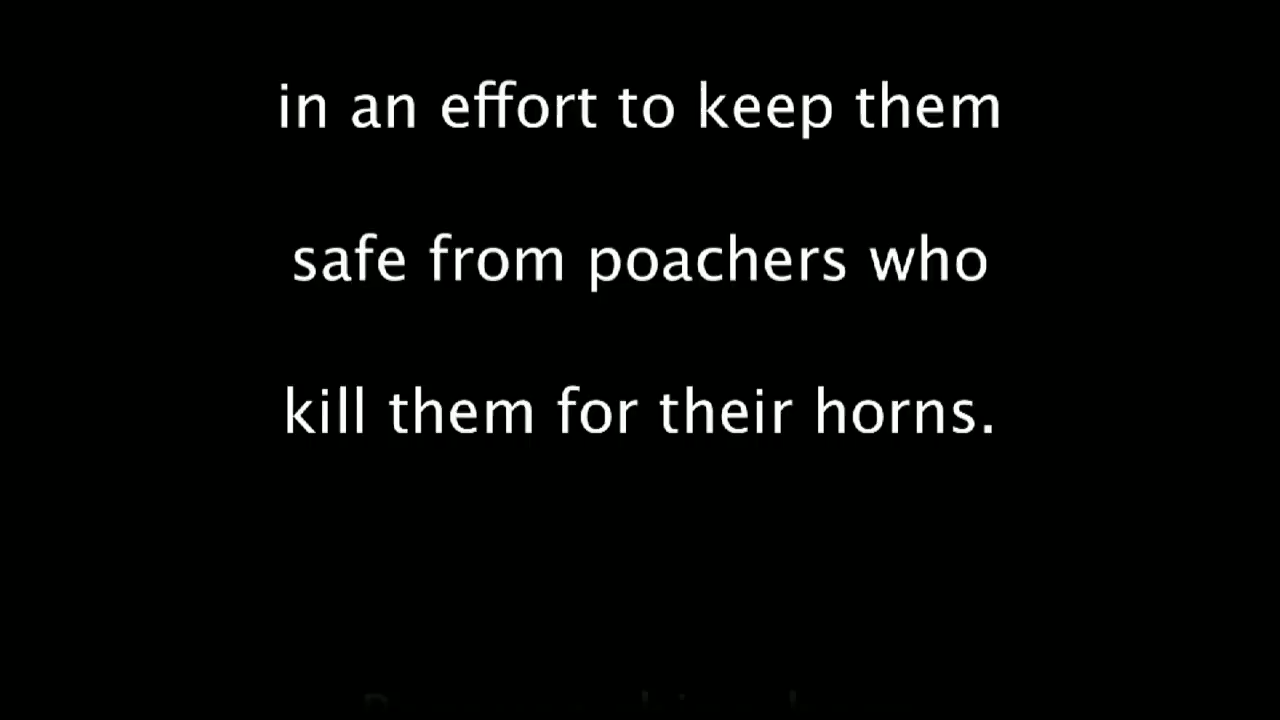 in an effort to keep them
safe from poachers who
kill them for their horns.